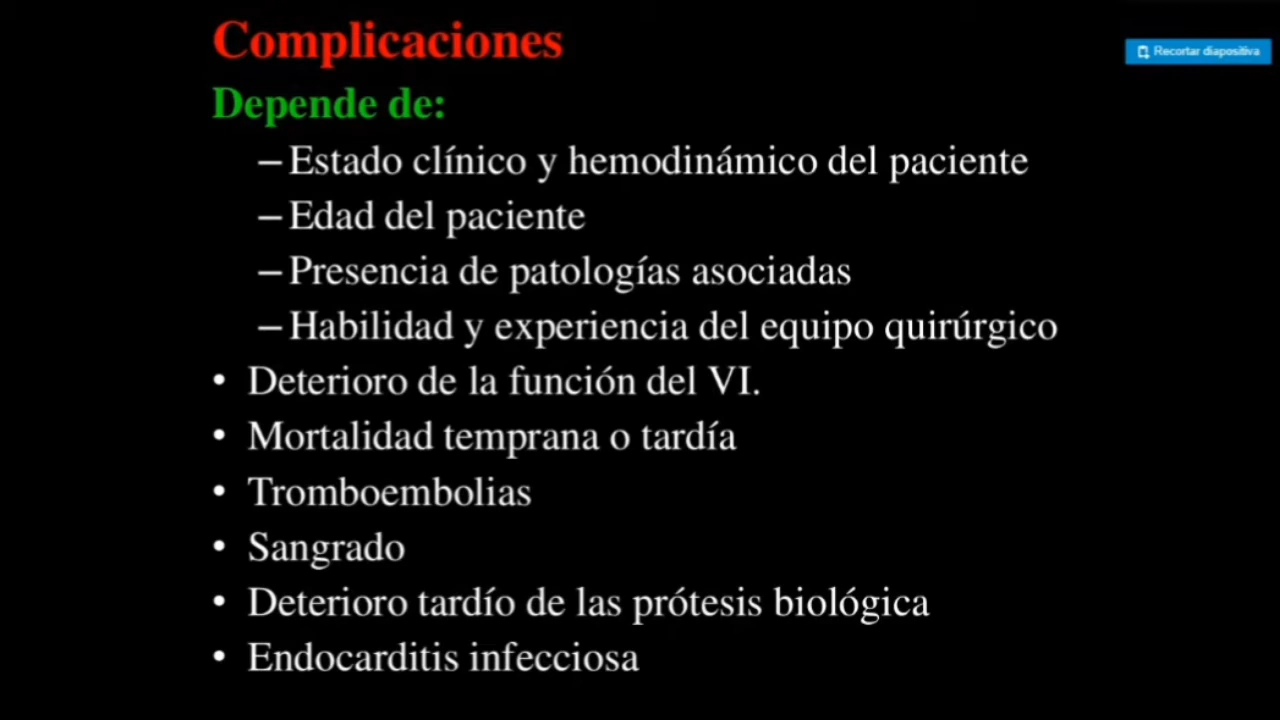 Complicaciones
Recortar diapositiva
Depende de:
– Estado clínico y hemodinámico del paciente
– Edad del paciente
– Presencia de patologías asociadas
– Habilidad y experiencia del equipo quirúrgico
• Deterioro de la función del VI.
• Mortalidad temprana o tardía
• Tromboembolias
• Sangrado
• Deterioro tardío de las prótesis biológica
• Endocarditis infecciosa